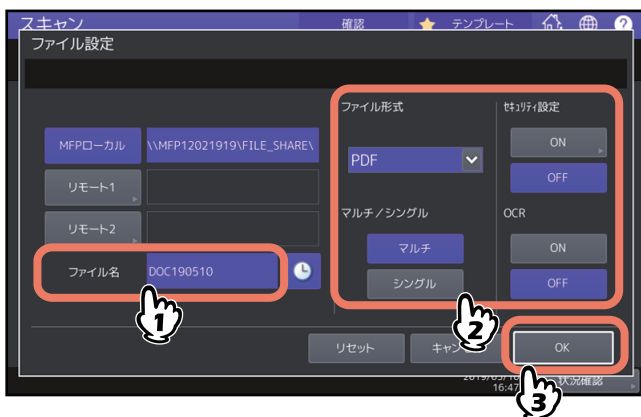 スキャン 確認 テンプレート ?
ファイル設定
ファイル形式 セキュリティ設定
MFPローカル \\MFP12021919\FILE_SHARE\ ON
PDF
リモート1 OFF
マルチ/シングル OCR
リモート2
マルチ ON
ファイル名 DOC190510
シングル OFF
1
2
リセット キャン OK
16:47 状況確認
3